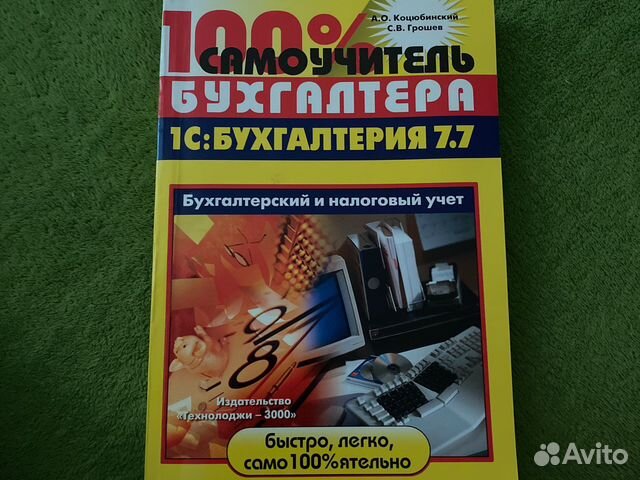 А.О. Коцюбинский
С.В. Грошев
100%
САМОУЧИТЕЛЬ
БУХГАЛТЕРА
1С:БУХГАЛТЕРИЯ 7.7
Бухгалтерский и налоговый учет
Издательство
«Технолоджи – 3000»
быстро, легко,
само100%ятельно
Avito